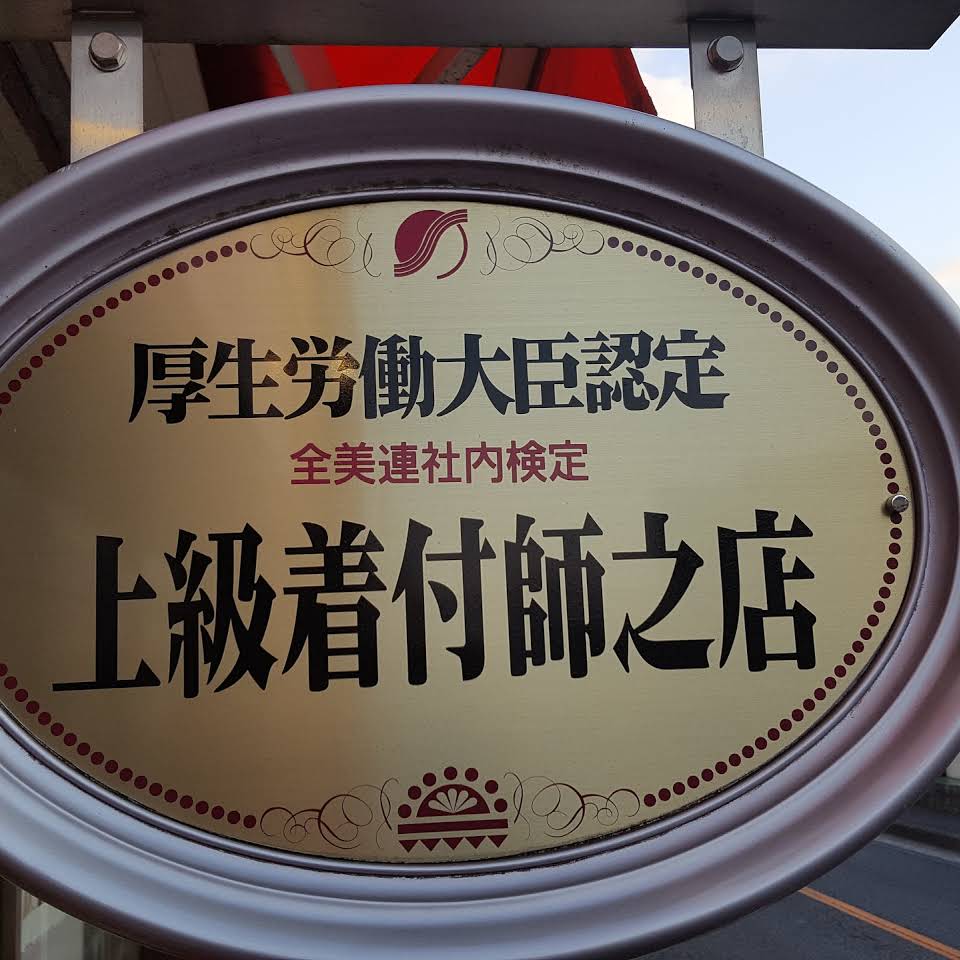 厚生労働大臣認定
全美連社内検定
上級着付師之店